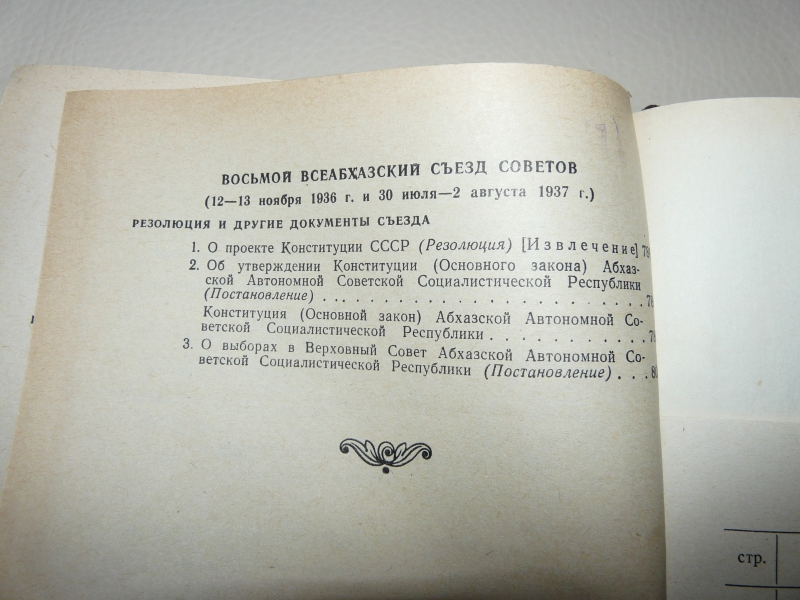 ВОСЬМОЙ ВСЕАБХАЗСКИЙ СЪЕЗД СОВЕТОВ
(12—13 ноября 1936 г. и 30 июля—2 августа 1937 г.)
РЕЗОЛЮЦИЯ И ДРУГИЕ ДОКУМЕНТЫ СЪЕЗДА
1. О проекте Конституции СССР (Резолюция) [Извлечение]
2. Об утверждении Конституции (Основного закона) Абхаз-
ской Автономной Советской Социалистической Республики
(Постановление) . . . . . . . . . . . . . . . . . . . . . .
Конституция (Основной закон) Абхазской Автономной Со-
ветской Социалистической Республики . . . . . . . . . . .
3. О выборах в Верховный Совет Абхазской Автономной Со-
ветской Социалистической Республики (Постановление) . . .
стр.